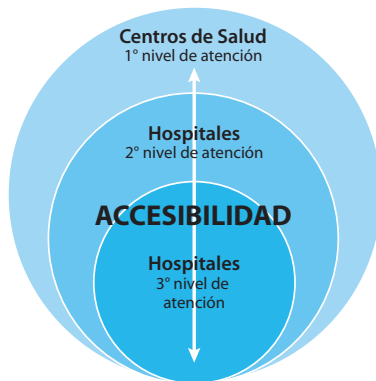 Centros de Salud
1° nivel de atención
Hospitales
2° nivel de atención
ACCESIBILIDAD
Hospitales
3° nivel de
atención